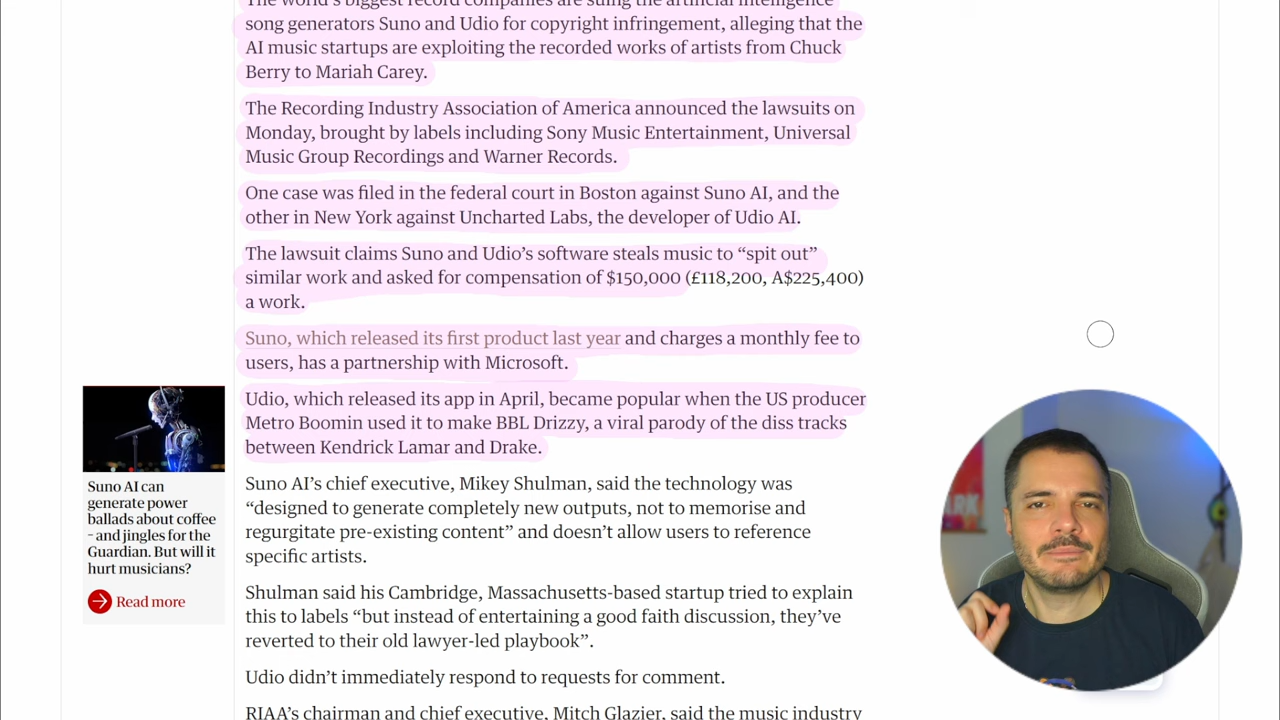 The world's biggest record companies are suing the artificial intelligence
song generators Suno and Udio for copyright infringement, alleging that the
AI music startups are exploiting the recorded works of artists from Chuck
Berry to Mariah Carey.
The Recording Industry Association of America announced the lawsuits on
Monday, brought by labels including Sony Music Entertainment, Universal
Music Group Recordings and Warner Records.
One case was filed in the federal court in Boston against Suno AI, and the
other in New York against Uncharted Labs, the developer of Udio AI.
The lawsuit claims Suno and Udio's software steals music to “spit out”
similar work and asked for compensation of $150,000 (£118,200, A$225,400)
a work.
Suno, which released its first product last year and charges a monthly fee to
users, has a partnership with Microsoft.
Udio, which released its app in April, became popular when the US producer
Metro Boomin used it to make BBL Drizzy, a viral parody of the diss tracks
between Kendrick Lamar and Drake.
Suno AI can
generate power
ballads about coffee
– and jingles for the
Guardian. But will it
hurt musicians?
Read more
Suno AI's chief executive, Mikey Shulman, said the technology was
“designed to generate completely new outputs, not to memorise and
regurgitate pre-existing content” and doesn't allow users to reference
specific artists.
Shulman said his Cambridge, Massachusetts-based startup tried to explain
this to labels “but instead of entertaining a good faith discussion, they've
reverted to their old lawyer-led playbook”.
Udio didn't immediately respond to requests for comment.
RIAA's chairman and chief executive, Mitch Glazier, said the music industry